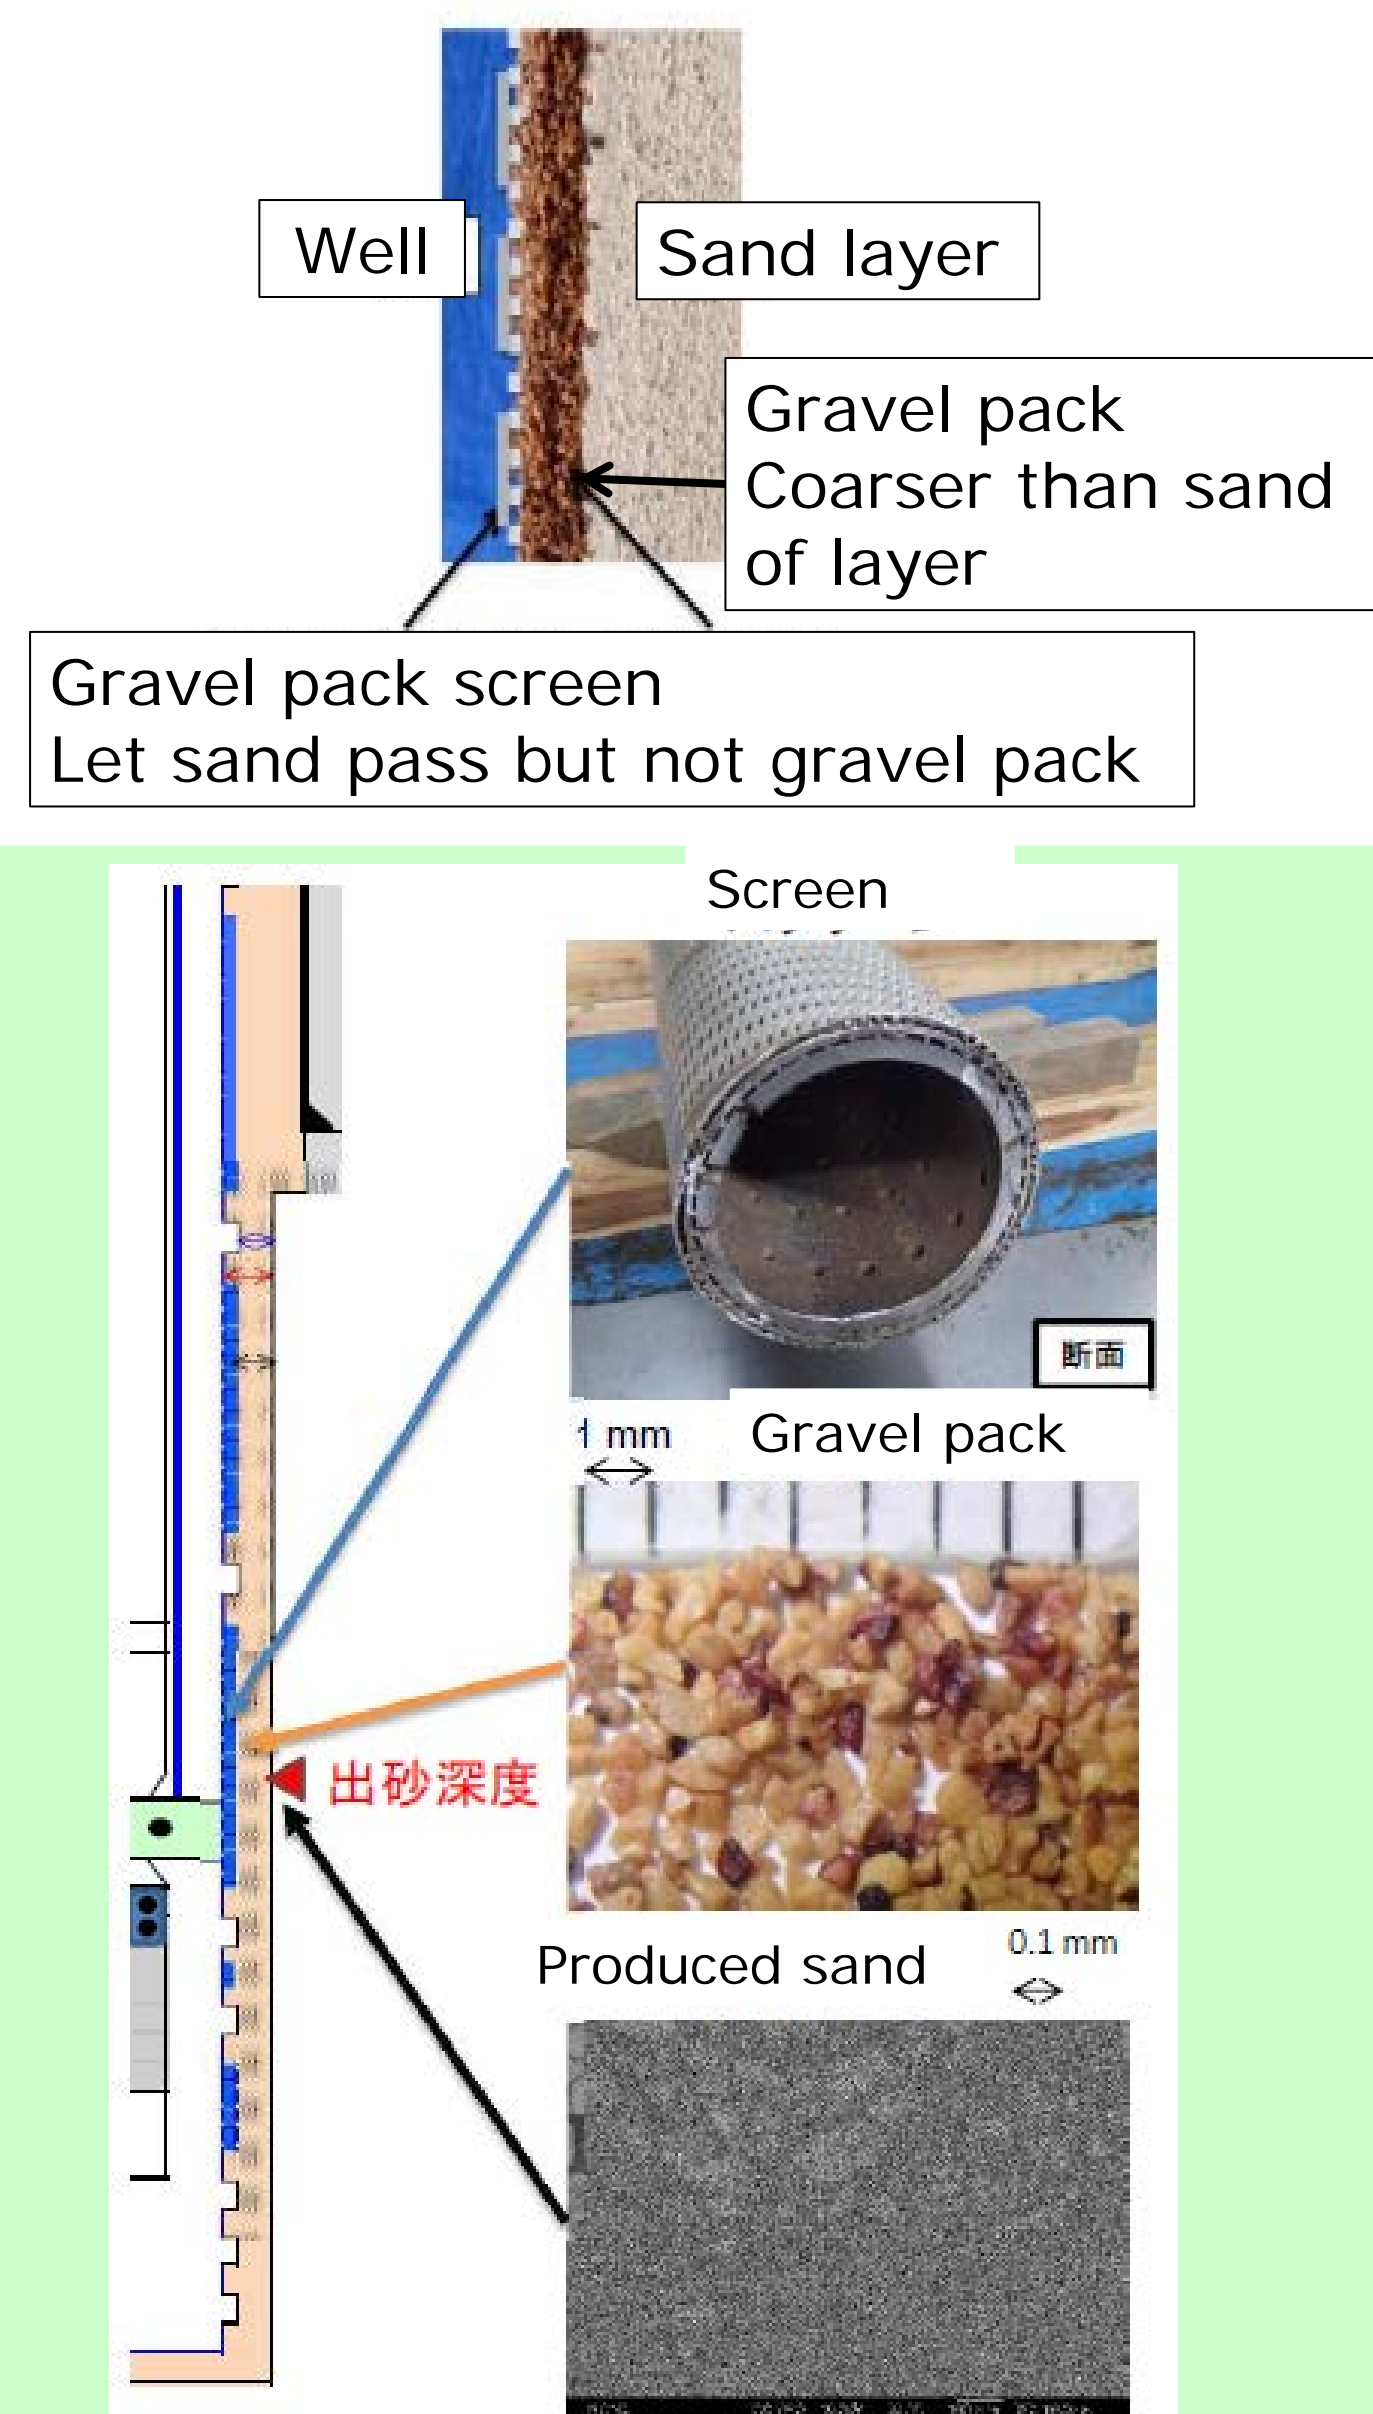 Well
Sand layer
Gravel pack
Coarser than sand
of layer
Gravel pack screen
Let sand pass but not gravel pack
Screen
断面
1 mm
Gravel pack
出砂深度
Produced sand
0.1 mm